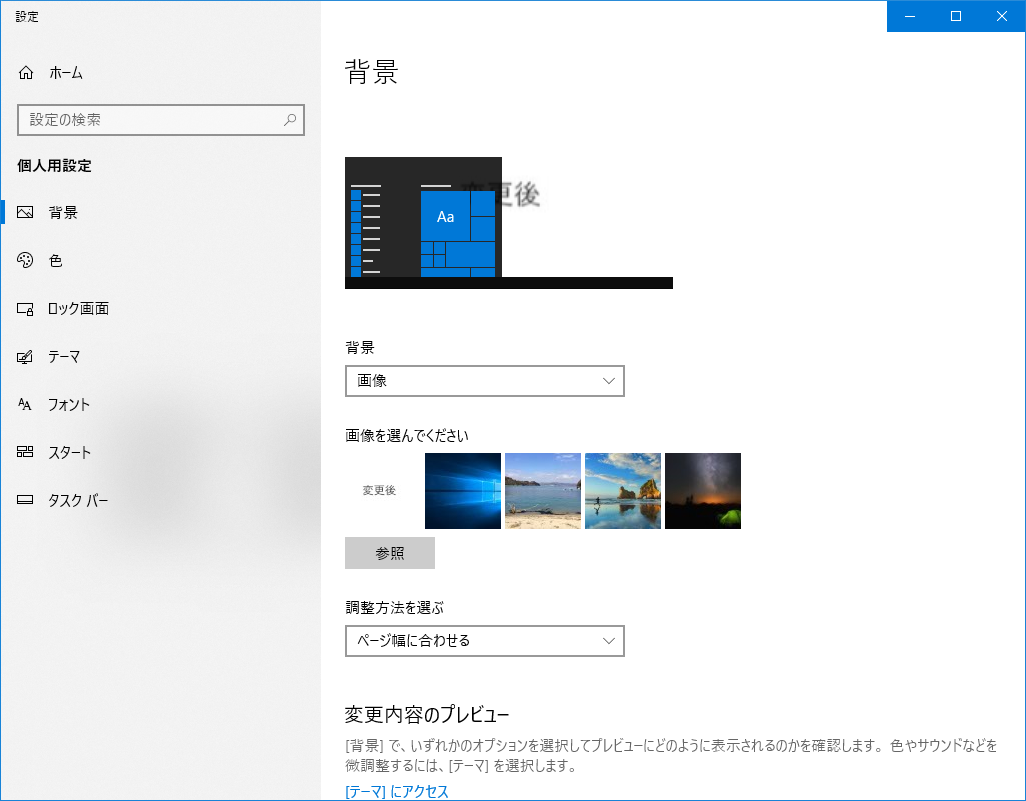 設定
ホーム
設定の検索
個人用設定
背景
色
ロック画面
テーマ
フォント
スタート
タスク バー
背景
変更後
Aa
背景
画像
画像を選んでください
変更後
参照
調整方法を選ぶ
ページ幅に合わせる
変更内容のプレビュー
[背景] で、いずれかのオプションを選択してプレビューにどのように表示されるのかを確認します。色やサウンドなどを
微調整するには、[テーマ] を選択します。
[テーマ] にアクセス